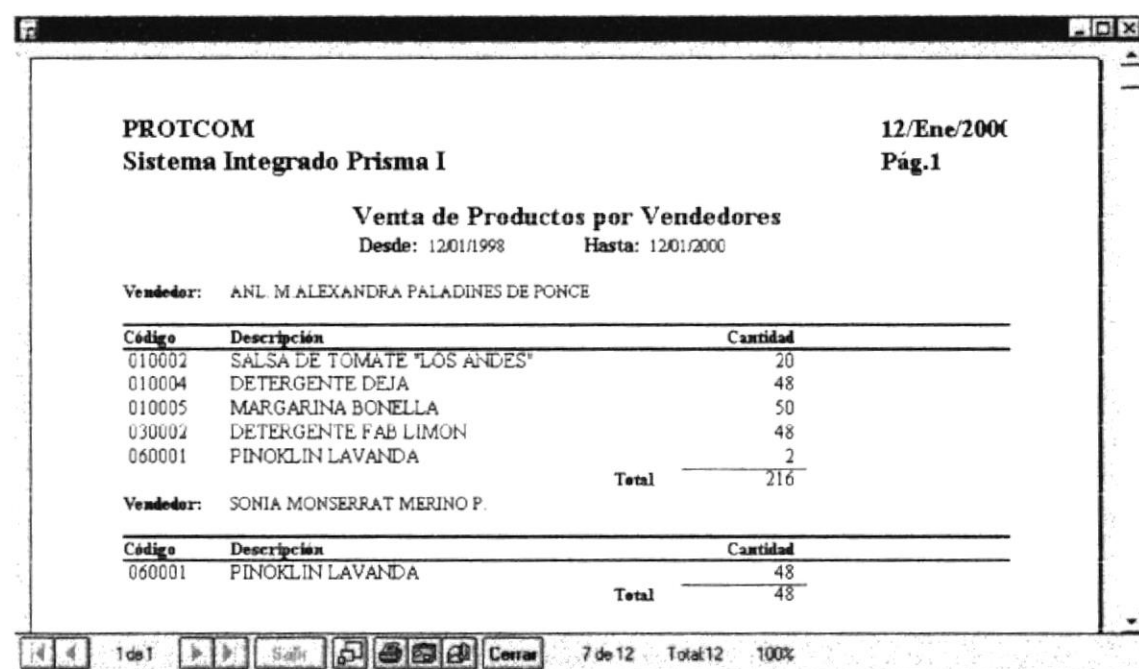 PROTCOM 12/Ene/200
Sistema Integrado Prisma I Pág.1
Venta de Productos por Vendedores
Desde: 12/01/1998 Hasta: 12/01/2000
Vendedor: ANL. M ALEXANDRA PALADINES DE PONCE
Código Descripción Cantidad
010002 SALSA DE TOMATE "LOS ANDES" 20
010004 DETERGENTE DEJA 48
010005 MARGARINA BONELLA 50
030002 DETERGENTE FAB LIMON 48
060001 PINOKLIN LAVANDA 2
Total 216
Vendedor: SONIA MONSERRAT MERINO P.
Código Descripción Cantidad
060001 PINOKLIN LAVANDA 48
Total 48
1 de 1 Salir Cerrar 7 de 12 Total:12 100%